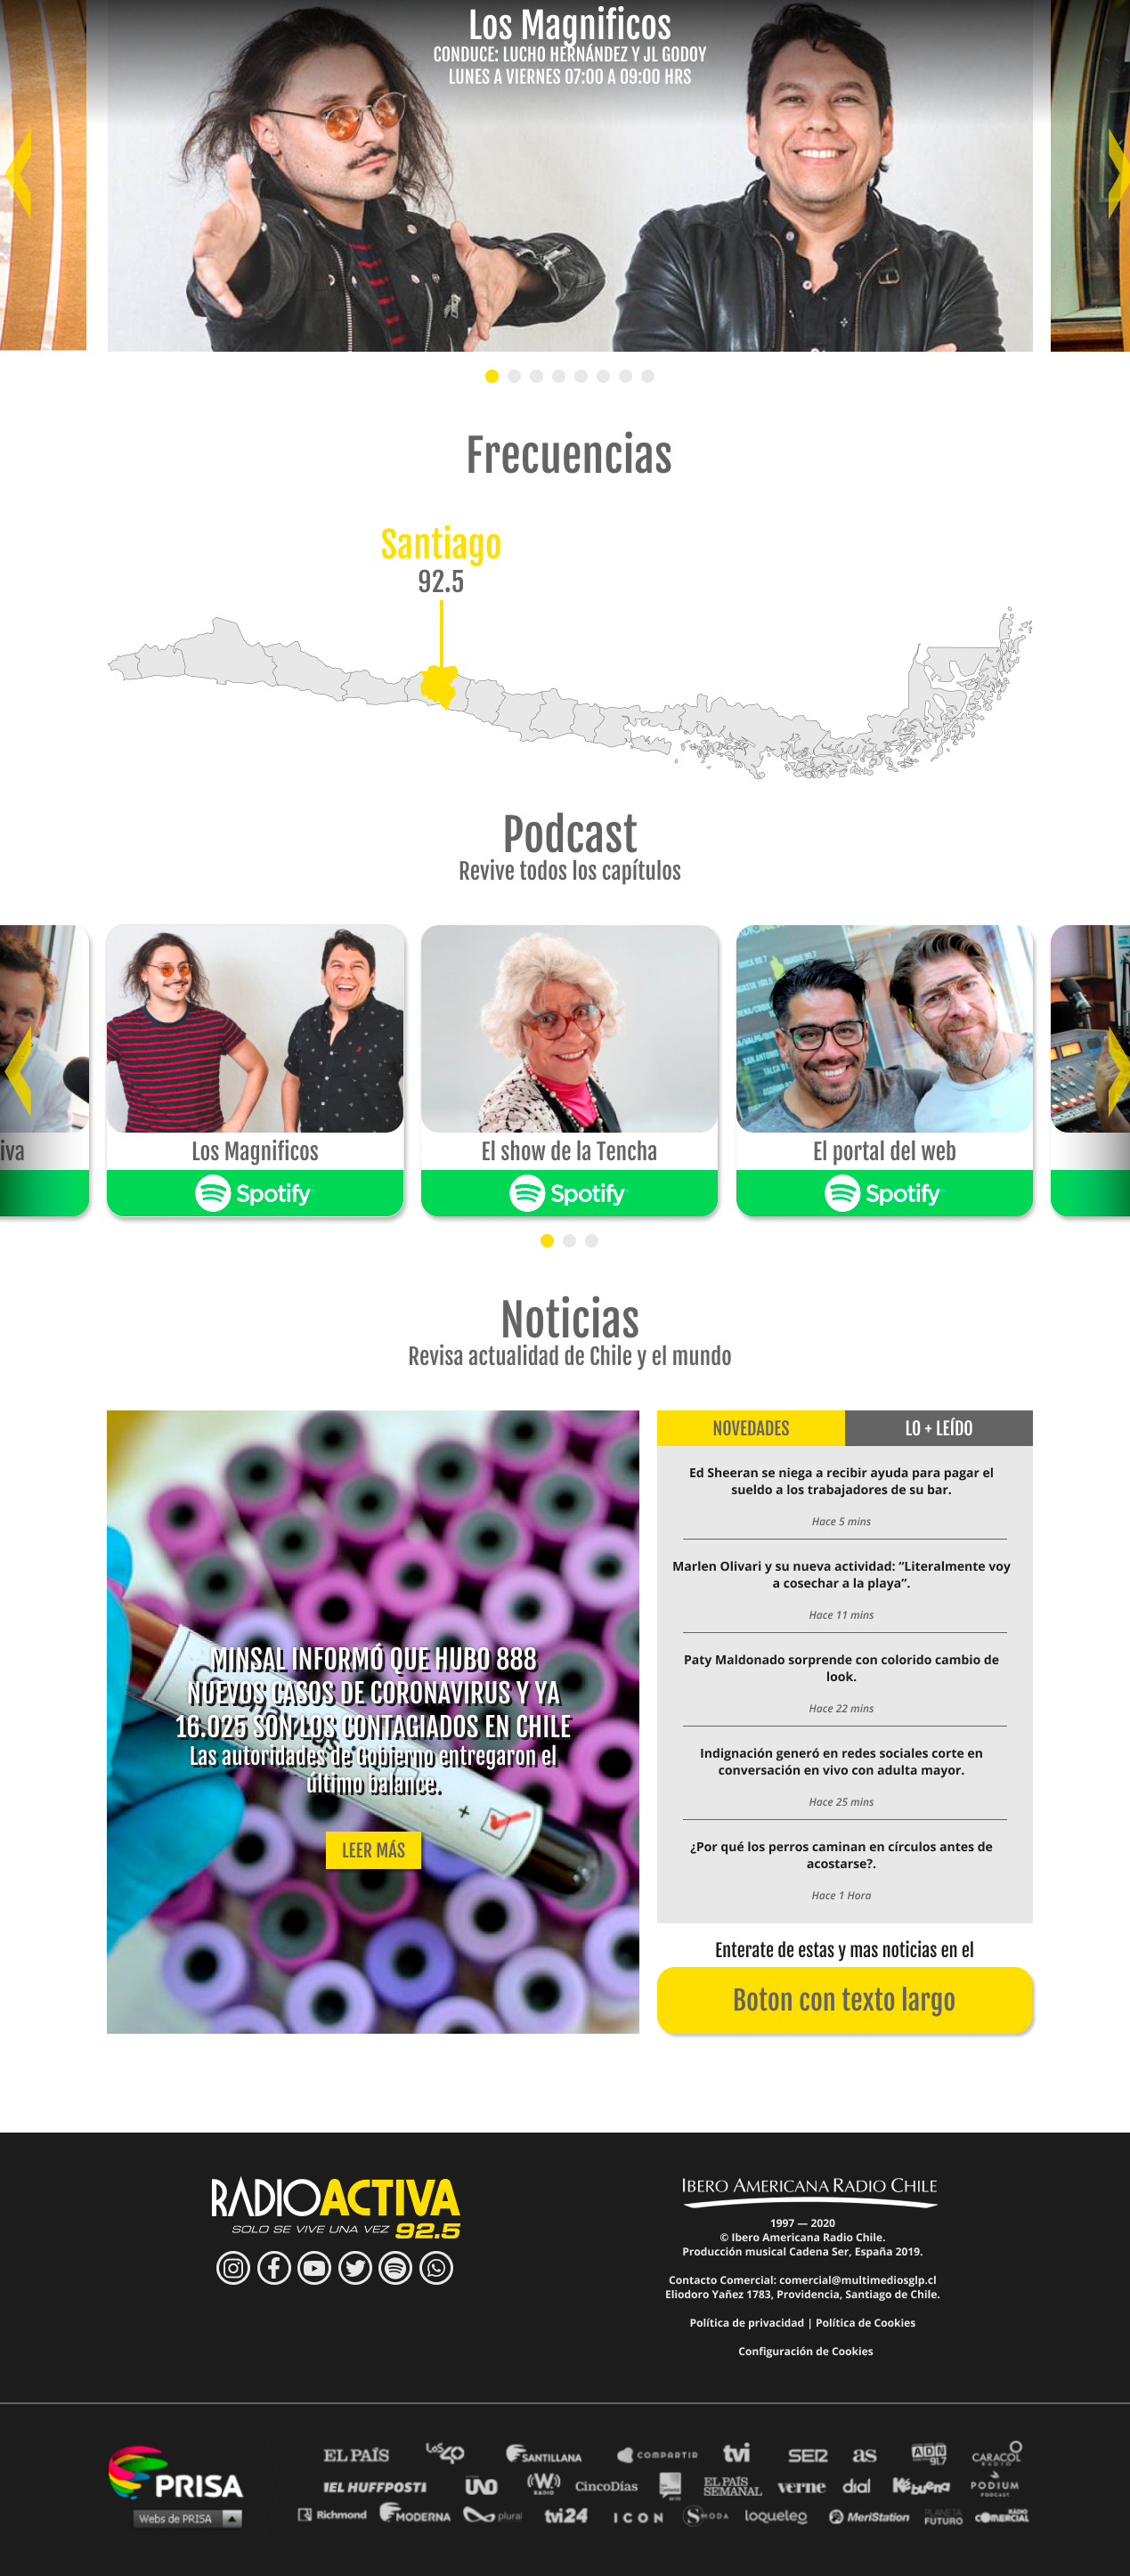 Los Magnificos
CONDUCE: LUCHO HERNÁNDEZ Y JL GODOY
LUNES A VIERNES 07:00 A 09:00 HRS
Frecuencias
Santiago
92.5
Podcast
Revive todos los capítulos
iva
Los Magnificos
El show de la Tencha
El portal del web
Spotify
Spotify
Spotify
Noticias
Revisa actualidad de Chile y el mundo
MINSAL INFORMÓ QUE HUBO 888
NUEVOS CASOS DE CORONAVIRUS Y YA
16.025 SON LOS CONTAGIADOS EN CHILE
Las autoridades de Gobierno entregaron el
último balance.
LEER MÁS
NOVEDADES
LO + LEÍDO
Ed Sheeran se niega a recibir ayuda para pagar el
sueldo a los trabajadores de su bar.
Hace 5 mins
Marlen Olivari y su nueva actividad: “Literalmente voy
a cosechar a la playa”.
Hace 11 mins
Paty Maldonado sorprende con colorido cambio de
look.
Hace 22 mins
Indignación generó en redes sociales corte en
conversación en vivo con adulta mayor.
Hace 25 mins
¿Por qué los perros caminan en círculos antes de
acostarse?.
Hace 1 Hora
Enterate de estas y mas noticias en el
Boton con texto largo
RADIOACTIVA
SOLO SE VIVE UNA VEZ 92.5
IBERO AMERICANA RADIO CHILE
1997 — 2020
© Ibero Americana Radio Chile.
Producción musical Cadena Ser, España 2019.
Contacto Comercial: comercial@multimediosglp.cl
Eliodoro Yañez 1783, Providencia, Santiago de Chile.
Política de privacidad | Política de Cookies
Configuración de Cookies
PRISA
Webs de PRISA
EL PAÍS
LOS40
SANTILLANA
COMPARTIR
tvi
SER
as
ADN 91.7
CARACOL RADIO
EL HUFFPOST
UNO
W RADIO
CincoDías
EL PAÍS SEMANAL
verne
dial
Ké buena
PODIUM PODCAST
Richmond
MODERNA
plural
tvi24
ICON
S MODA
loqueleo
MeriStation
PLANETA FUTURO
RÁDIO COMERCIAL